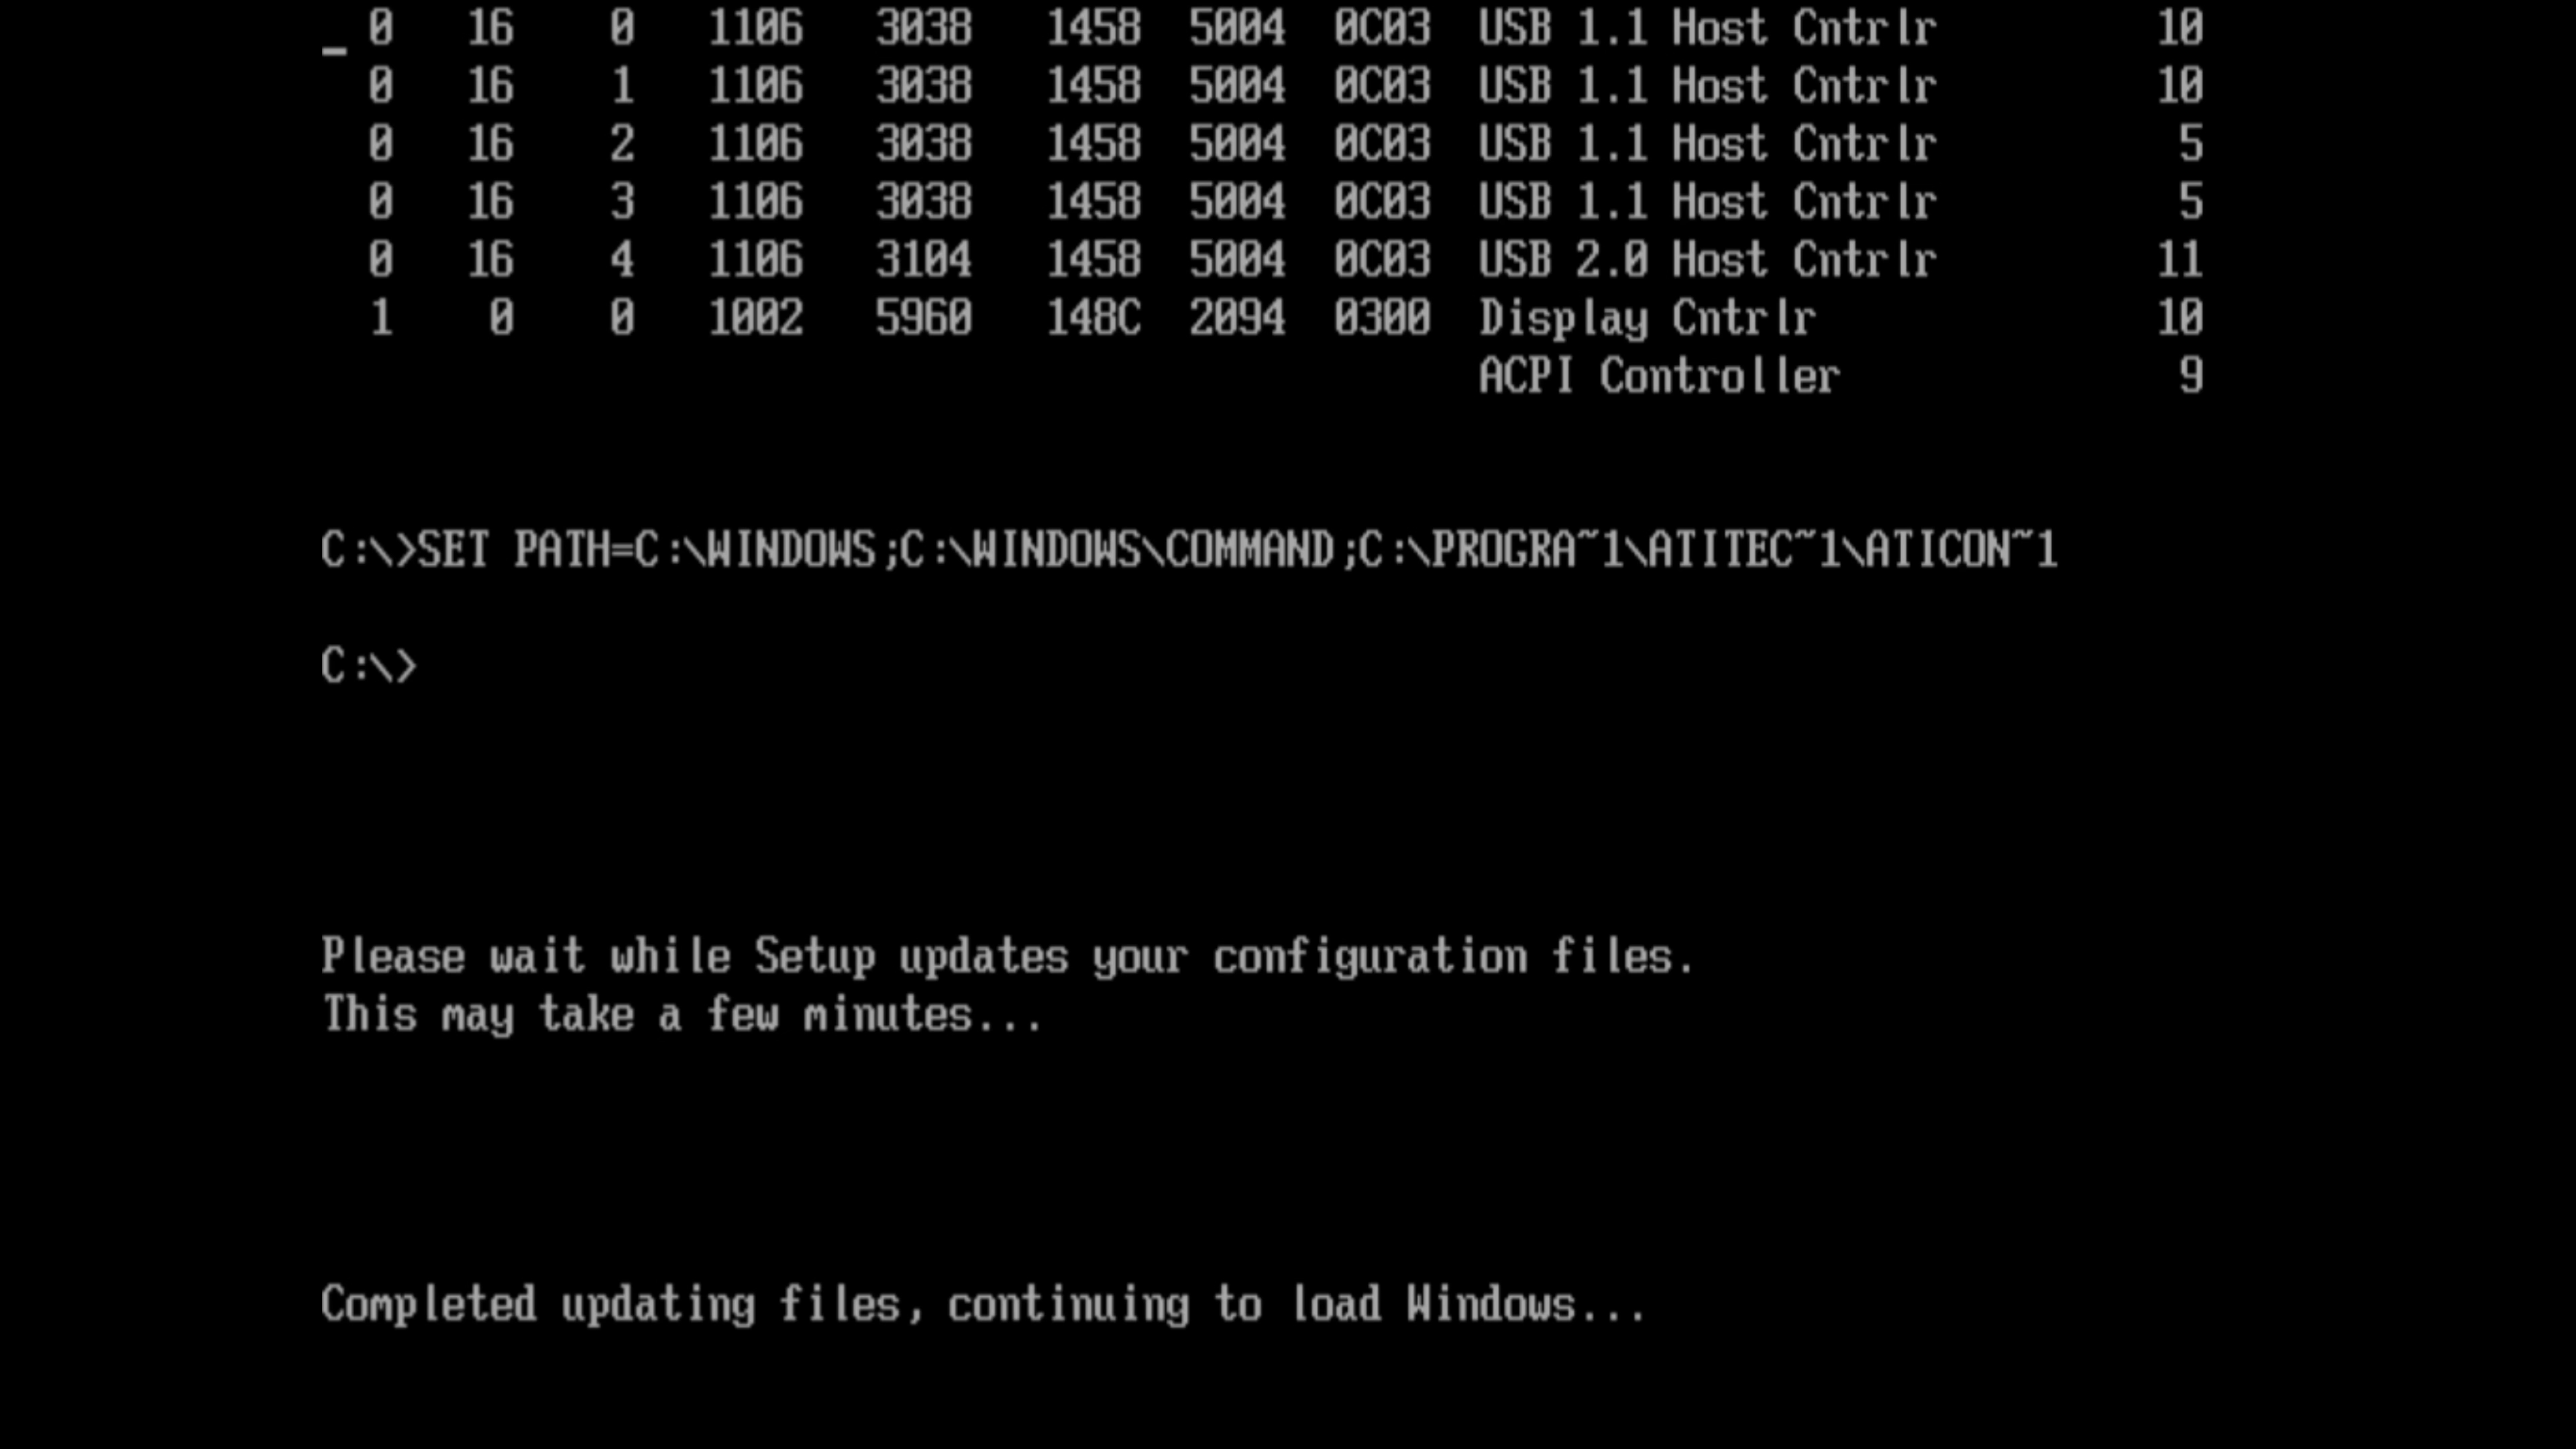 0 16 0 1106 3038 1458 5004 0C03 USB 1.1 Host Cntrlr 10
0 16 1 1106 3038 1458 5004 0C03 USB 1.1 Host Cntrlr 10
0 16 2 1106 3038 1458 5004 0C03 USB 1.1 Host Cntrlr 5
0 16 3 1106 3038 1458 5004 0C03 USB 1.1 Host Cntrlr 5
0 16 4 1106 3104 1458 5004 0C03 USB 2.0 Host Cntrlr 11
1 0 0 1002 5960 148C 2094 0300 Display Cntrlr 10
ACPI Controller 9
C:\>SET PATH=C:\WINDOWS;C:\WINDOWS\COMMAND;C:\PROGRA~1\ATITEC~1\ATICON~1
C:\>
Please wait while Setup updates your configuration files.
This may take a few minutes...
Completed updating files, continuing to load Windows...